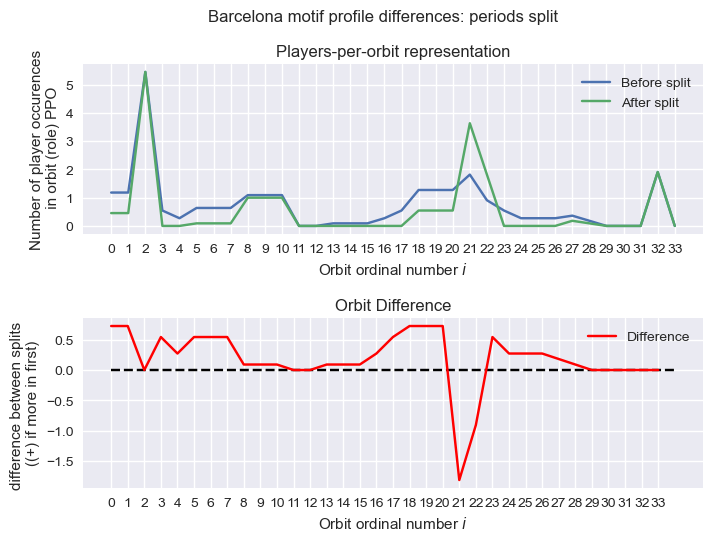 Barcelona motif profile differences: periods split
Players-per-orbit representation
Number of player occurences
in orbit (role) PPO
5
4
3
2
1
0
Before split
After split
0 1 2 3 4 5 6 7 8 9 10 11 12 13 14 15 16 17 18 19 20 21 22 23 24 25 26 27 28 29 30 31 32 33
Orbit ordinal number i
Orbit Difference
difference between splits
((+) if more in first)
0.5
0.0
−0.5
−1.0
−1.5
Difference
0 1 2 3 4 5 6 7 8 9 10 11 12 13 14 15 16 17 18 19 20 21 22 23 24 25 26 27 28 29 30 31 32 33
Orbit ordinal number i